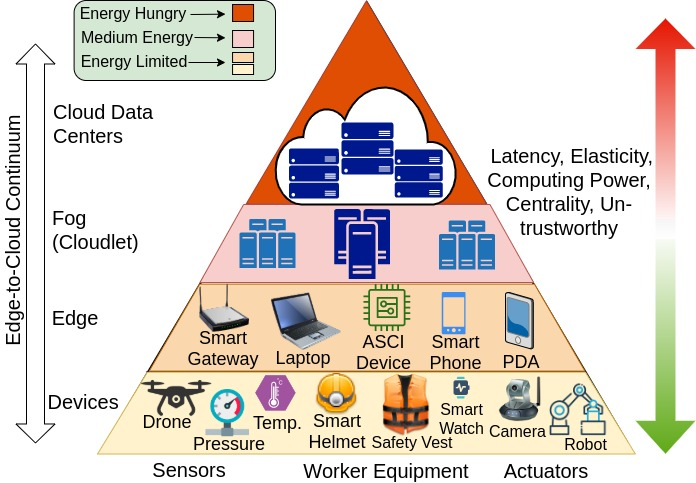 Energy Hungry
Medium Energy
Energy Limited
Edge-to-Cloud Continuum
Cloud Data
Centers
Fog
(Cloudlet)
Edge
Devices
Latency, Elasticity,
Computing Power,
Centrality, Un-
trustworthy
Smart
Gateway
Laptop
ASCI
Device
Smart
Phone
PDA
Drone
Pressure
Temp.
Smart
Helmet
Safety Vest
Smart
Watch
Camera
Robot
Sensors
Worker Equipment
Actuators